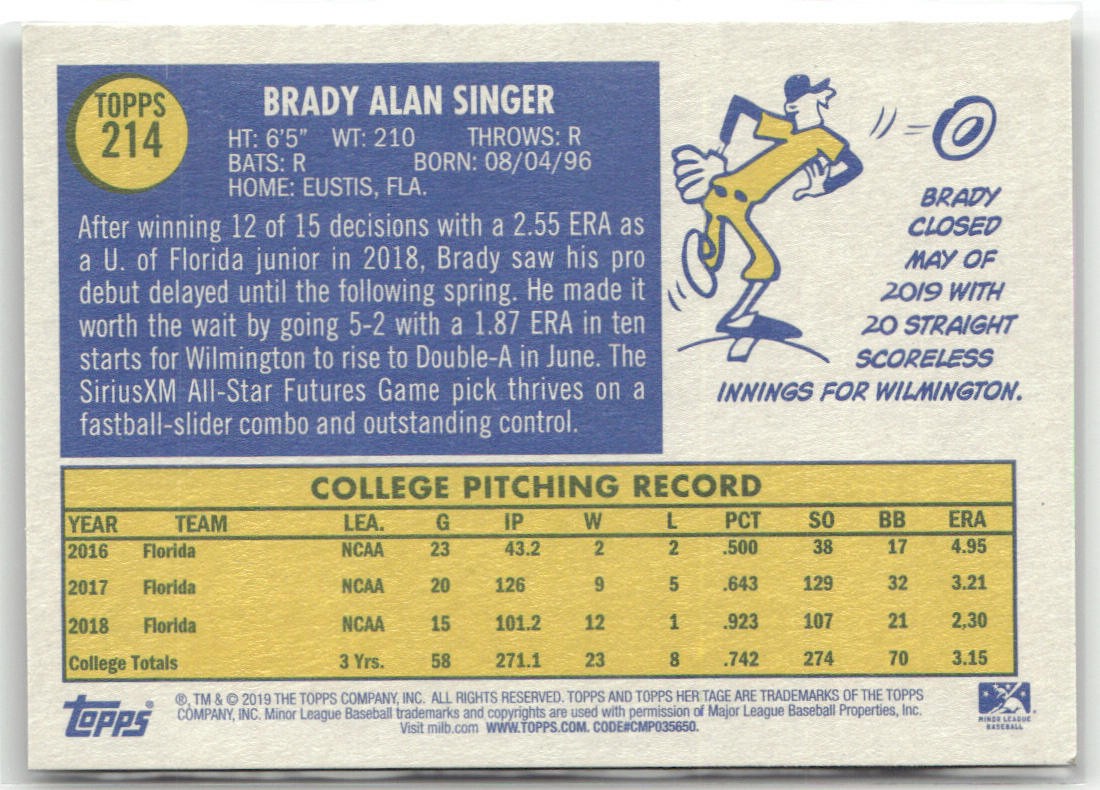 TOPPS
214
BRADY ALAN SINGER
HT: 6'5" WT: 210 THROWS: R
BATS: R BORN: 08/04/96
HOME: EUSTIS, FLA.
After winning 12 of 15 decisions with a 2.55 ERA as
a U. of Florida junior in 2018, Brady saw his pro
debut delayed until the following spring. He made it
worth the wait by going 5-2 with a 1.87 ERA in ten
starts for Wilmington to rise to Double-A in June. The
SiriusXM All-Star Futures Game pick thrives on a
fastball-slider combo and outstanding control.
BRADY
CLOSED
MAY OF
2019 WITH
20 STRAIGHT
SCORELESS
INNINGS FOR WILMINGTON.
COLLEGE PITCHING RECORD
YEAR TEAM LEA. G IP W L PCT SO BB ERA
2016 Florida NCAA 23 43.2 2 2 .500 38 17 4.95
2017 Florida NCAA 20 126 9 5 .643 129 32 3.21
2018 Florida NCAA 15 101.2 12 1 .923 107 21 2,30
College Totals 3 Yrs. 58 271.1 23 8 .742 274 70 3.15
TOPPS
®, TM & © 2019 THE TOPPS COMPANY, INC. ALL RIGHTS RESERVED. TOPPS AND TOPPS HER TAGE ARE TRADEMARKS OF THE TOPPS
COMPANY, INC. Minor League Baseball trademarks and copyrights are used with permission of Major League Baseball Properties, Inc.
Visit milb.com WWW.TOPPS.COM. CODE#CMP035650.
MINOR LEAGUE
BASEBALL